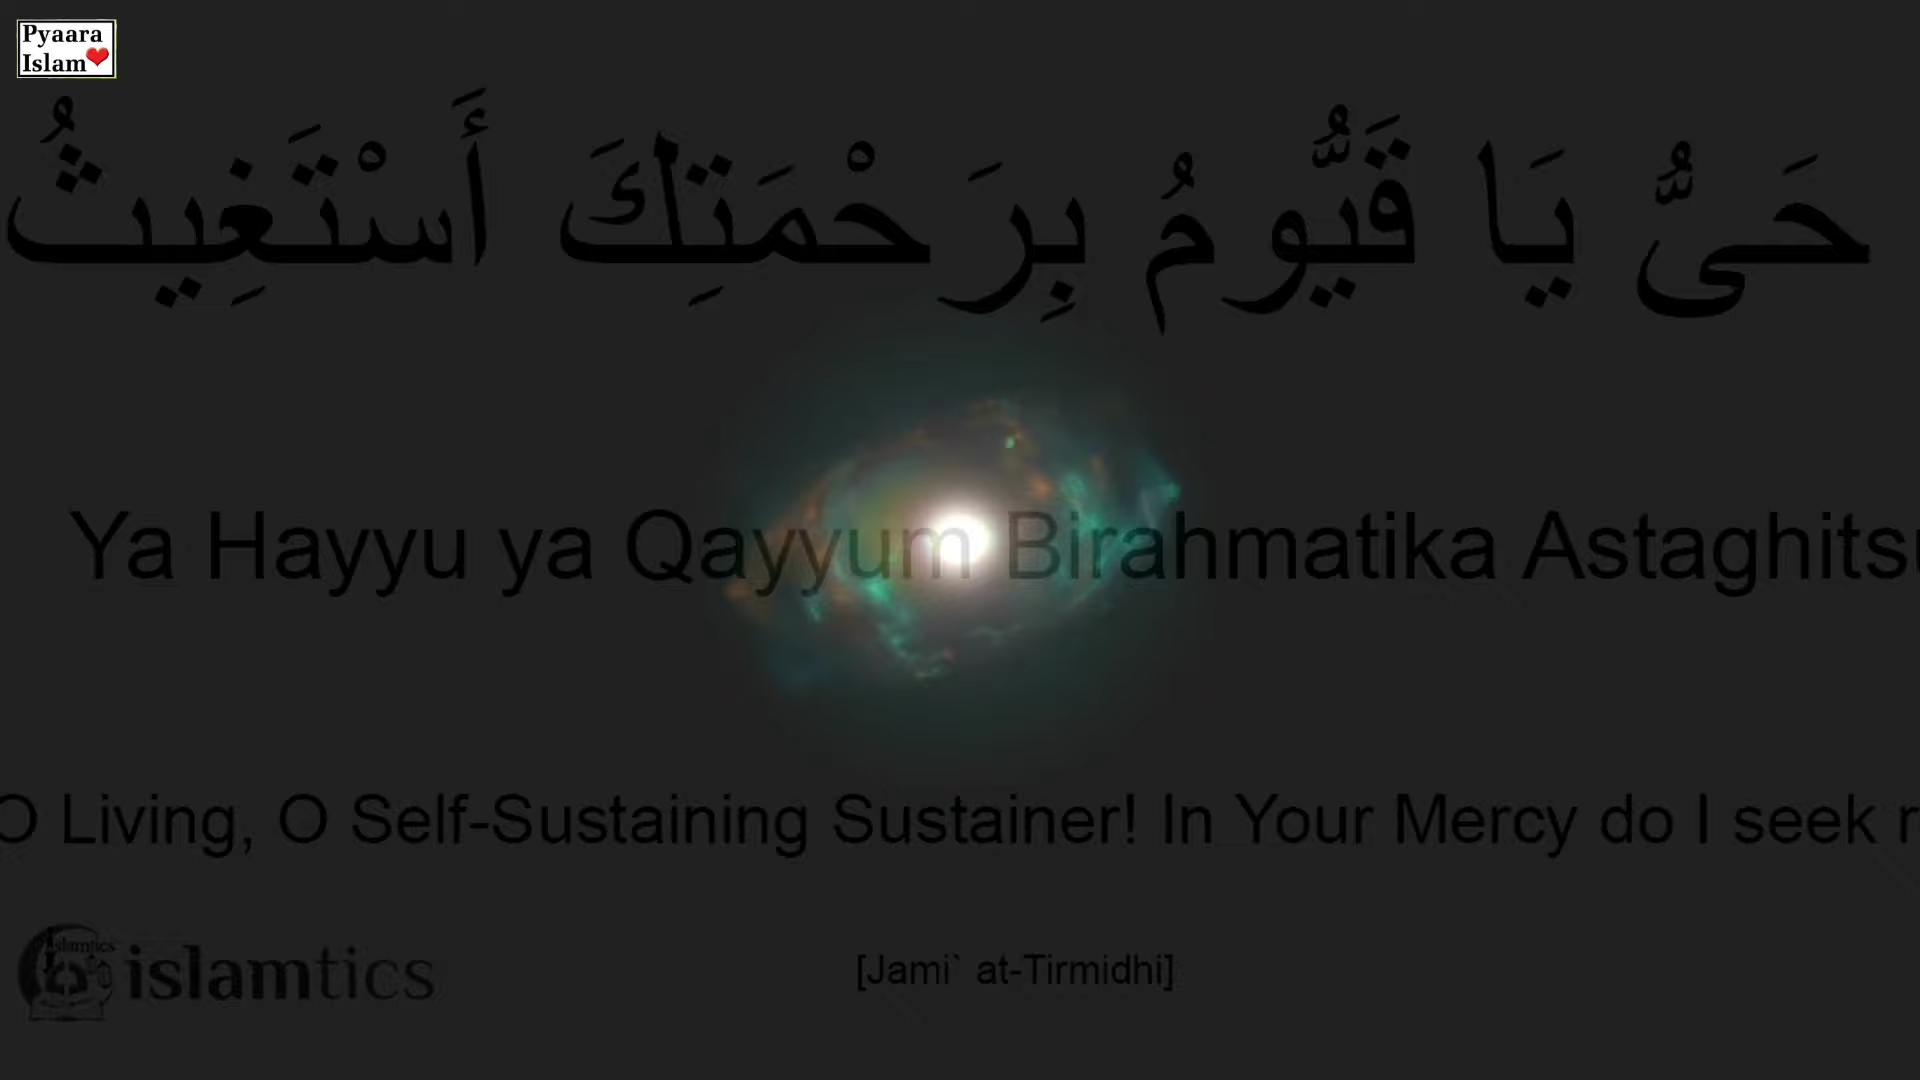 Pyaara
Islam
حَىُّ يَا قَيُّومُ بِرَحْمَتِكَ أَسْتَغِيثُ
Ya Hayyu ya Qayyum Birahmatika Astaghits
O Living, O Self-Sustaining Sustainer! In Your Mercy do I seek r
islamtics
islamtics
[Jami` at-Tirmidhi]